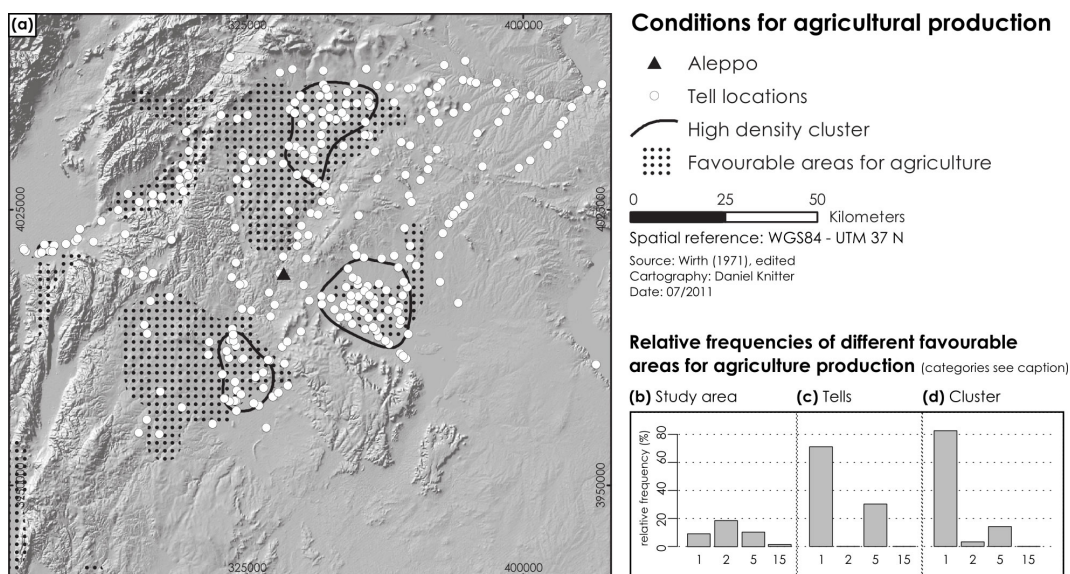 (a)
325000
400000
4025000
4025000
3950000
3950000
325000
400000
Conditions for agricultural production
Aleppo
Tell locations
High density cluster
Favourable areas for agriculture
0 25 50
Kilometers
Spatial reference: WGS84 - UTM 37 N
Source: Wirth (1971), edited
Cartography: Daniel Knitter
Date: 07/2011
Relative frequencies of different favourable
areas for agriculture production (categories see caption)
(b) Study area (c) Tells (d) Cluster
relative frequency (%)
80
60
40
20
0
1 2 5 15 1 2 5 15 1 2 5 15